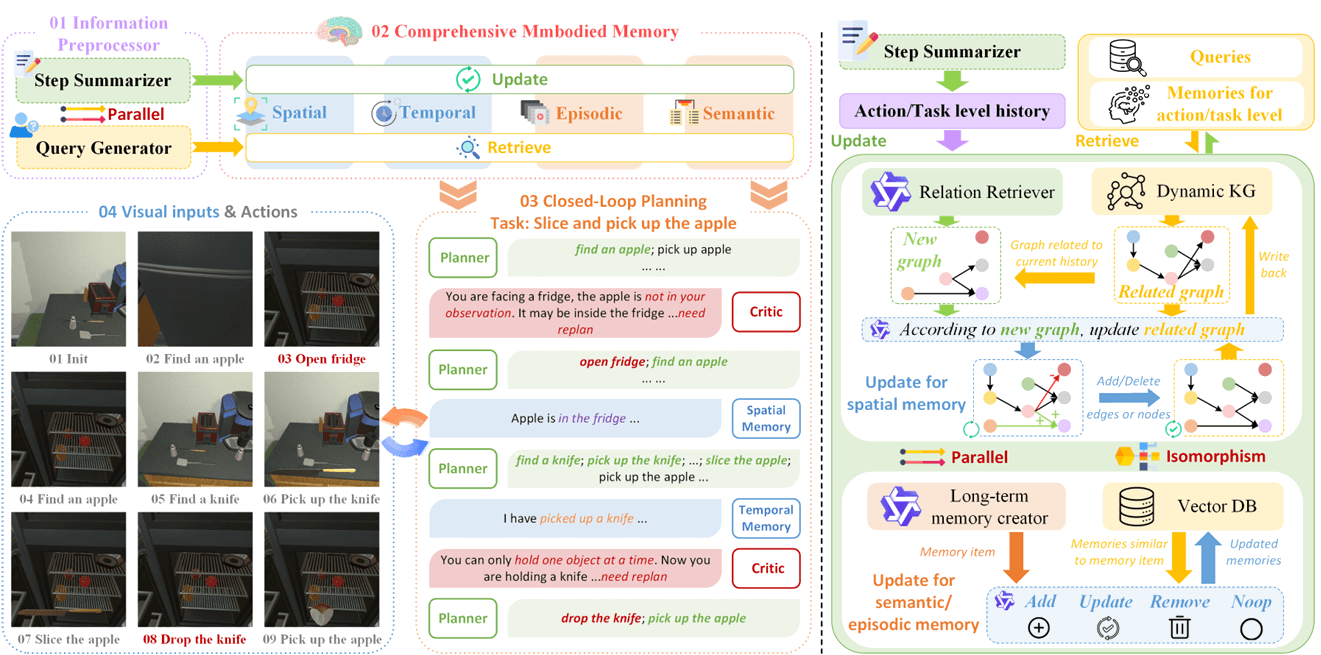 01 Information
Preprocessor
Step Summarizer
Parallel
Query Generator
02 Comprehensive Mmbodied Memory
Update
Spatial
Temporal
Episodic
Semantic
Retrieve
04 Visual inputs & Actions
01 Init
02 Find an apple
03 Open fridge
04 Find an apple
05 Find a knife
06 Pick up the knife
07 Slice the apple
08 Drop the knife
09 Pick up the apple
03 Closed-Loop Planning
Task: Slice and pick up the apple
Planner
find an apple; pick up apple
... ...
You are facing a fridge, the apple is not in your
observation. It may be inside the fridge ...need
replan
Critic
Planner
open fridge; find an apple
... ...
Apple is in the fridge ...
Spatial
Memory
Planner
find a knife; pick up the knife; ...; slice the apple;
pick up the apple ...
I have picked up a knife ...
Temporal
Memory
You can only hold one object at a time. Now you
are holding a knife ...need replan
Critic
Planner
drop the knife; pick up the apple
Step Summarizer
Action/Task level history
Update
Queries
Memories for
action/task level
Retrieve
Relation Retriever
Dynamic KG
New
graph
Graph related to
current history
Related graph
Write
back
According to new graph, update related graph
Update for
spatial memory
-
+
+
Add/Delete
edges or nodes
Parallel
Isomorphism
Long-term
memory creator
Vector DB
Memory item
Memories similar
to memory item
Updated
memories
Update for
semantic/
episodic memory
Add
Update
Remove
Noop